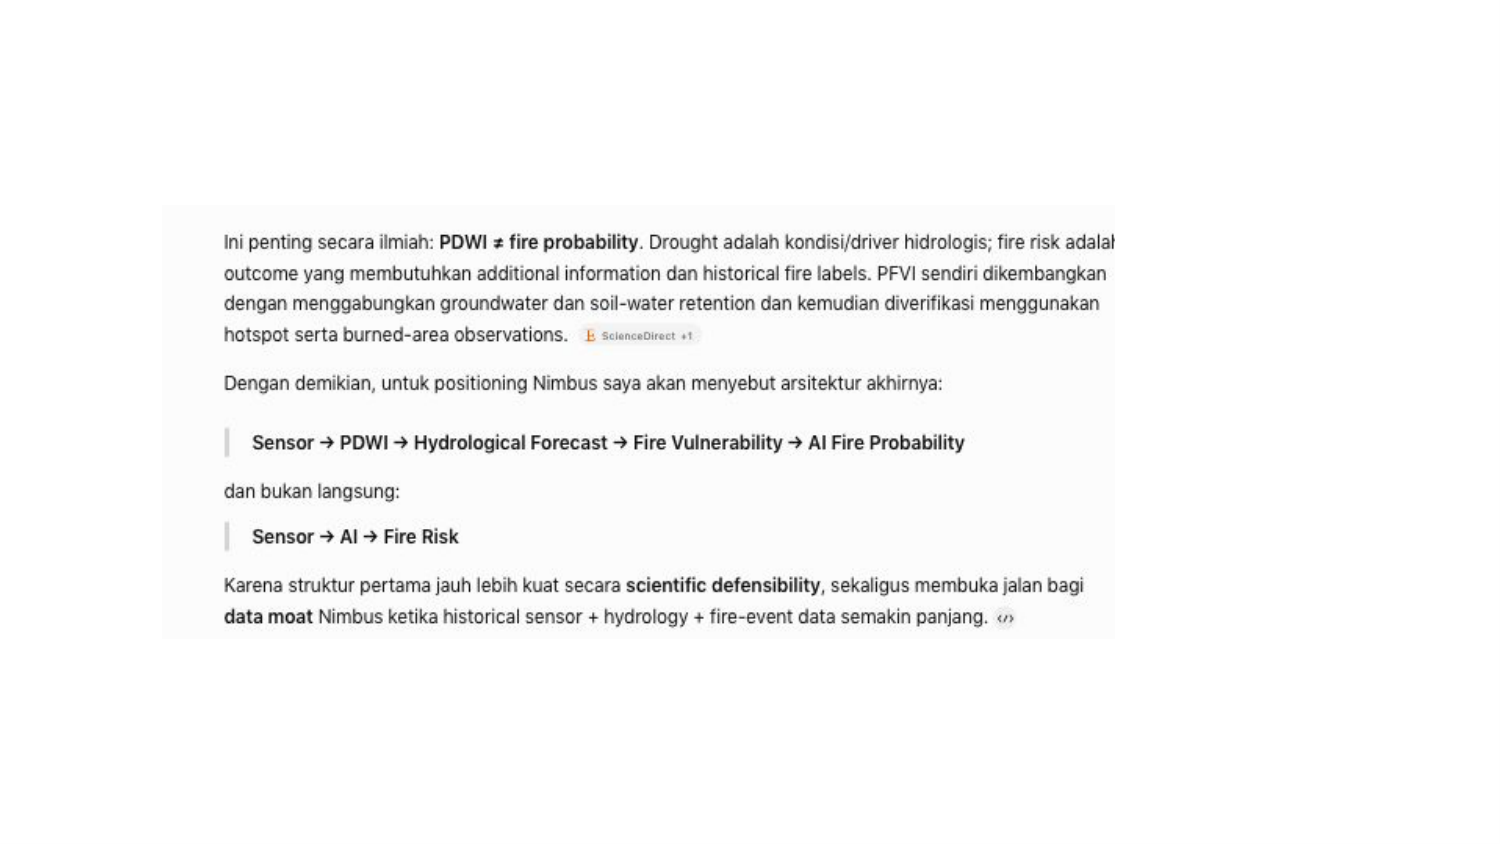 Ini penting secara ilmiah: PDWI ≠ fire probability. Drought adalah kondisi/driver hidrologis; fire risk adalah
outcome yang membutuhkan additional information dan historical fire labels. PFVI sendiri dikembangkan
dengan menggabungkan groundwater dan soil-water retention dan kemudian diverifikasi menggunakan
hotspot serta burned-area observations. ScienceDirect +1
Dengan demikian, untuk positioning Nimbus saya akan menyebut arsitektur akhirnya:
Sensor → PDWI → Hydrological Forecast → Fire Vulnerability → AI Fire Probability
dan bukan langsung:
Sensor → AI → Fire Risk
Karena struktur pertama jauh lebih kuat secara scientific defensibility, sekaligus membuka jalan bagi
data moat Nimbus ketika historical sensor + hydrology + fire-event data semakin panjang. </>